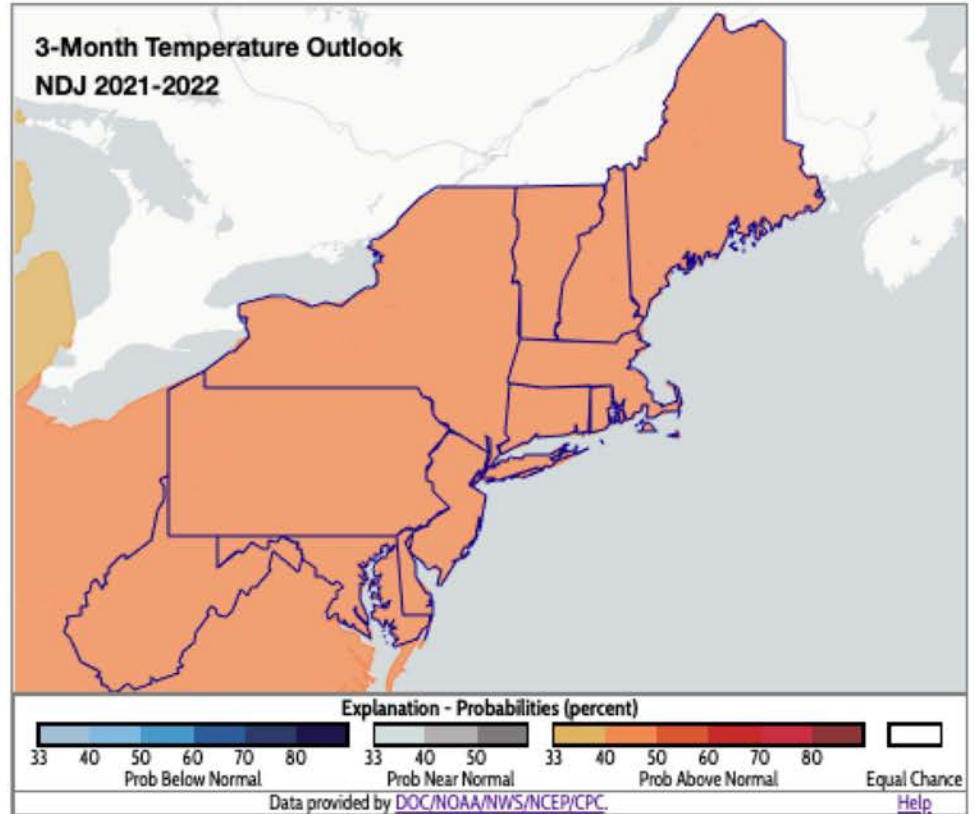 3-Month Temperature Outlook
NDJ 2021-2022
Explanation - Probabilities (percent)
33 40 50 60 70 80 33 40 50 33 40 50 60 70 80
Prob Below Normal Prob Near Normal Prob Above Normal Equal Chance
Data provided by DOC/NOAA/NWS/NCEP/CPC. Help